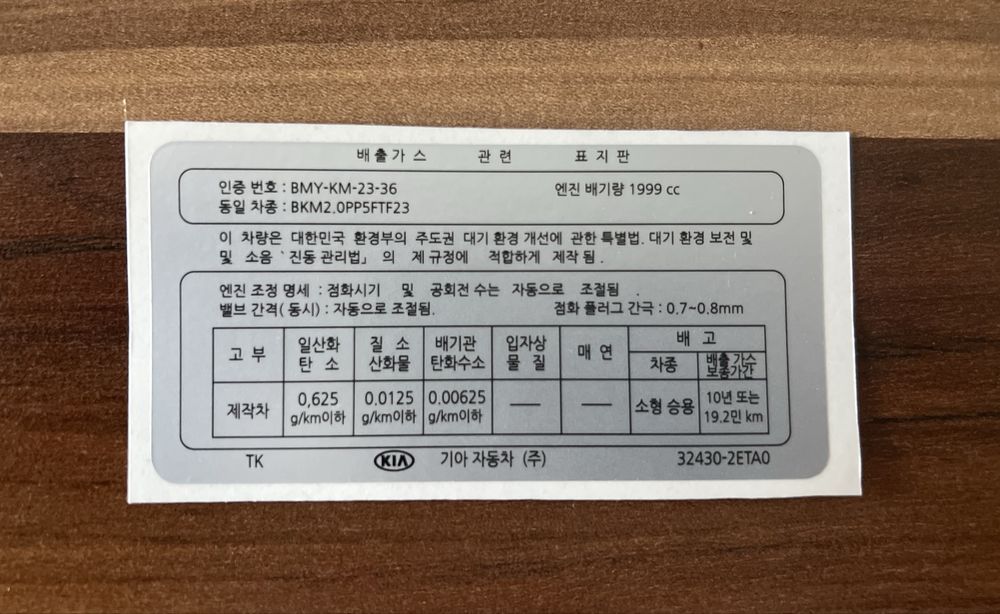 배출가스 관련 표지판
인증 번호 : BMY-KM-23-36 엔진 배기량 1999 cc
동일 차종 : BKM2.0PP5FTF23
이 차량은 대한민국 환경부의 주도권 대기 환경 개선에 관한 특별법. 대기 환경 보전 및
및 소음 ` 진동 관리법」 의 제 규정에 적합하게 제작 됨 .
엔진 조정 명세 : 점화시기 및 공회전 수는 자동으로 조절됨 .
밸브 간격( 동시) : 자동으로 조절됨. 점화 플러그 간극 : 0.7~0.8mm
고 부 일산화 탄 소 질 소 산화물 배기관 탄화수소 입자상 물 질 매 연 배 고
차종 배출 가스 보종가간
제작차 0,625 g/km이하 0.0125 g/km이하 0.00625 g/km이하 — — 소형 승용 10년 또는 19.2민 km
TK KIA 기아 자동차 (주) 32430-2ETA0